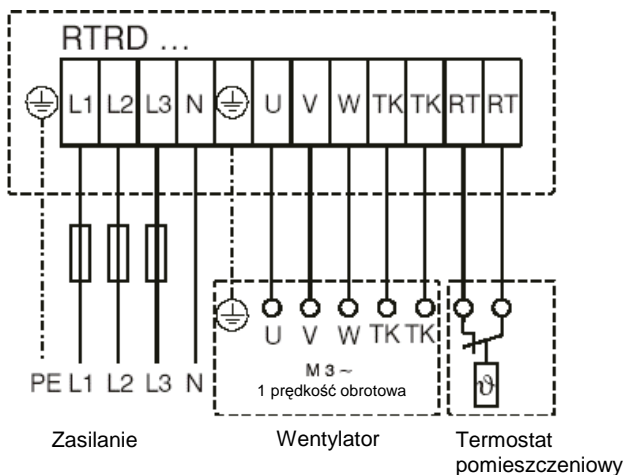 RTRD ...
L1 L2 L3 N U V W TK TK RT RT
U V W TK TK
M 3 ~
1 prędkość obrotowa
ϑ
PE L1 L2 L3 N
Zasilanie Wentylator Termostat
pomieszczeniowy